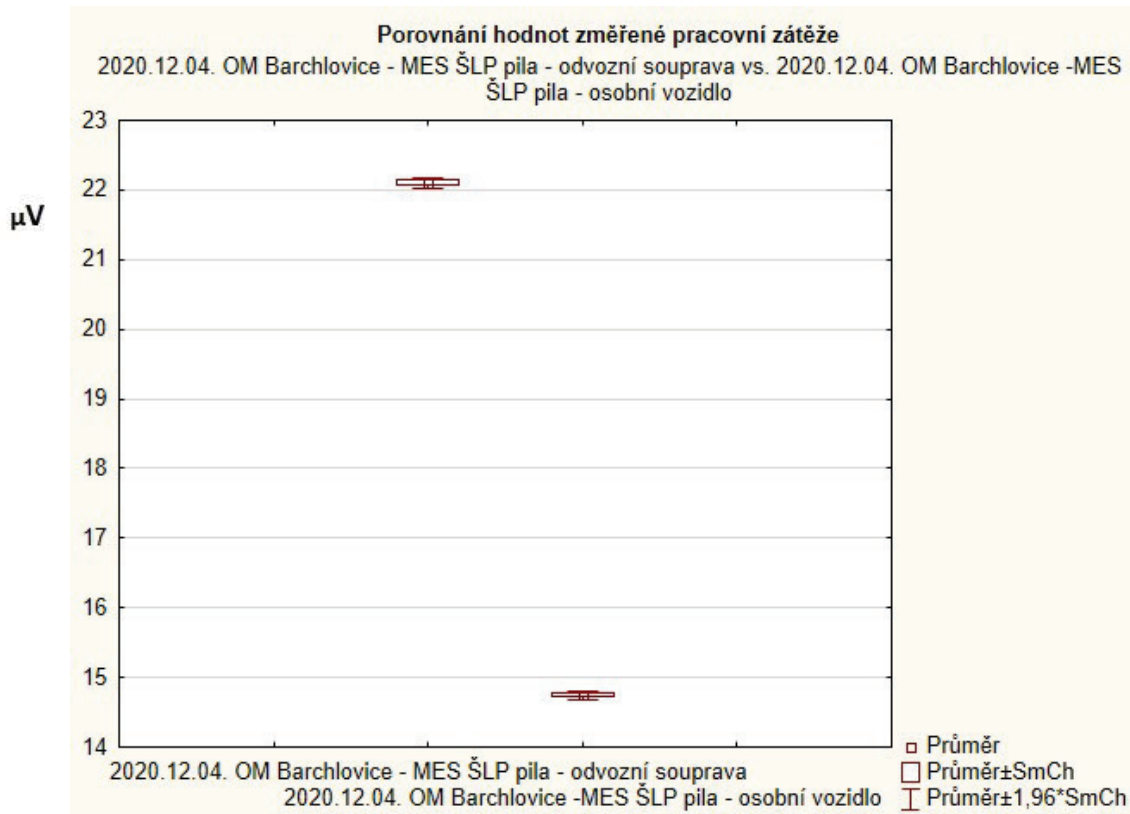 Porovnání hodnot změřené pracovní zátěže
2020.12.04. OM Barchlovice - MES ŠLP pila - odvozní souprava vs. 2020.12.04. OM Barchlovice -MES
ŠLP pila - osobní vozidlo
23
22
μV
21
20
19
18
17
16
15
14
2020.12.04. OM Barchlovice - MES ŠLP pila - odvozní souprava
2020.12.04. OM Barchlovice -MES ŠLP pila - osobní vozidlo
Průměr
Průměr±SmCh
Průměr±1,96*SmCh